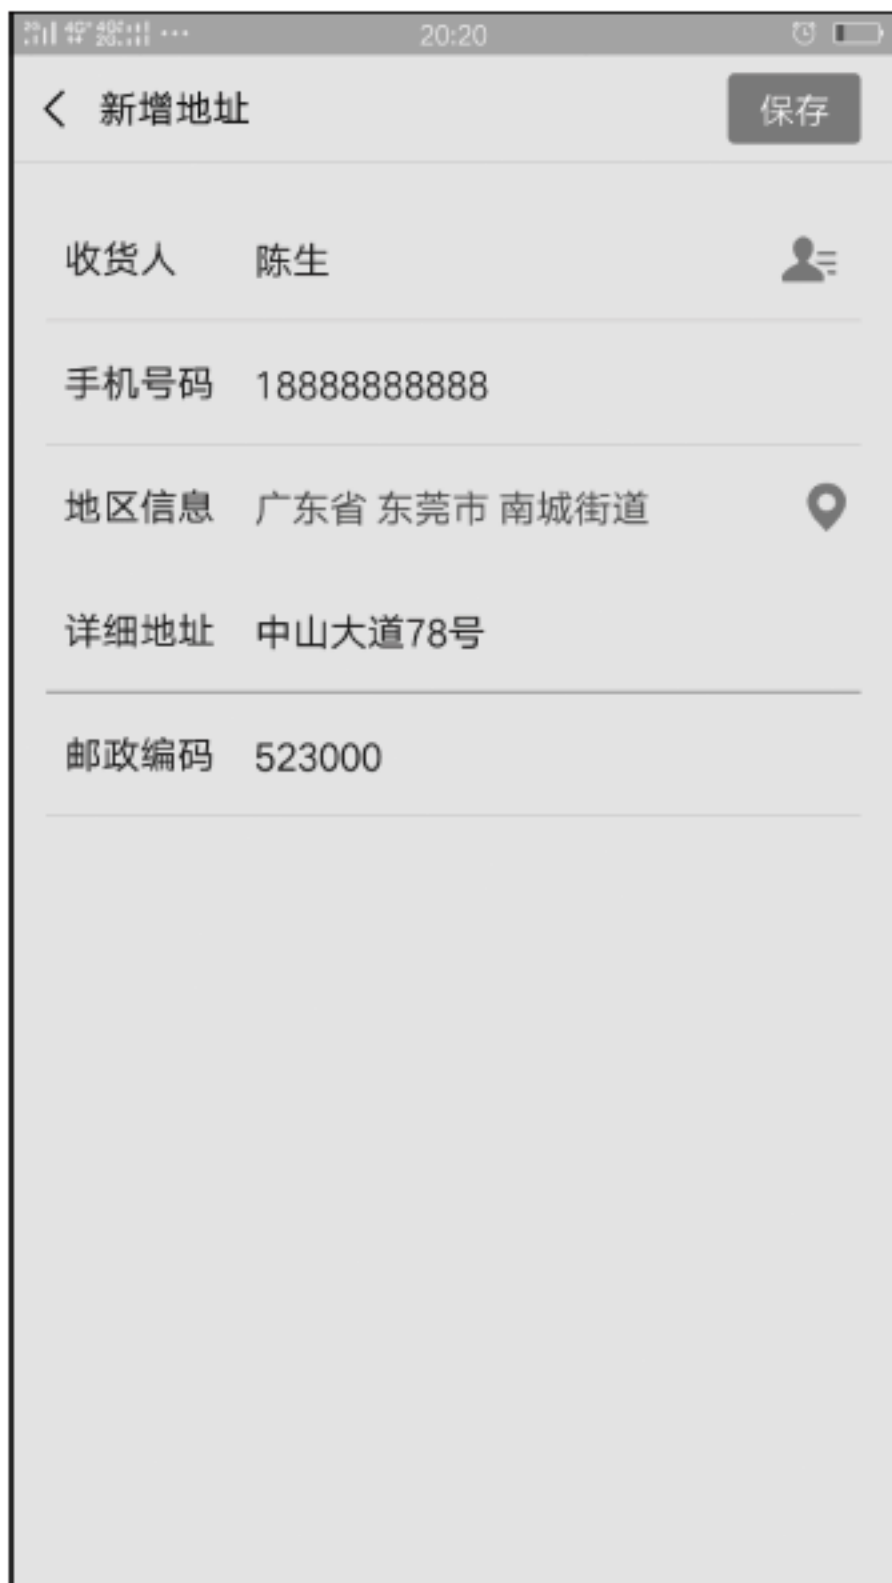 20:20
新增地址 保存
收货人 陈生
手机号码 18888888888
地区信息 广东省 东莞市 南城街道
详细地址 中山大道78号
邮政编码 523000